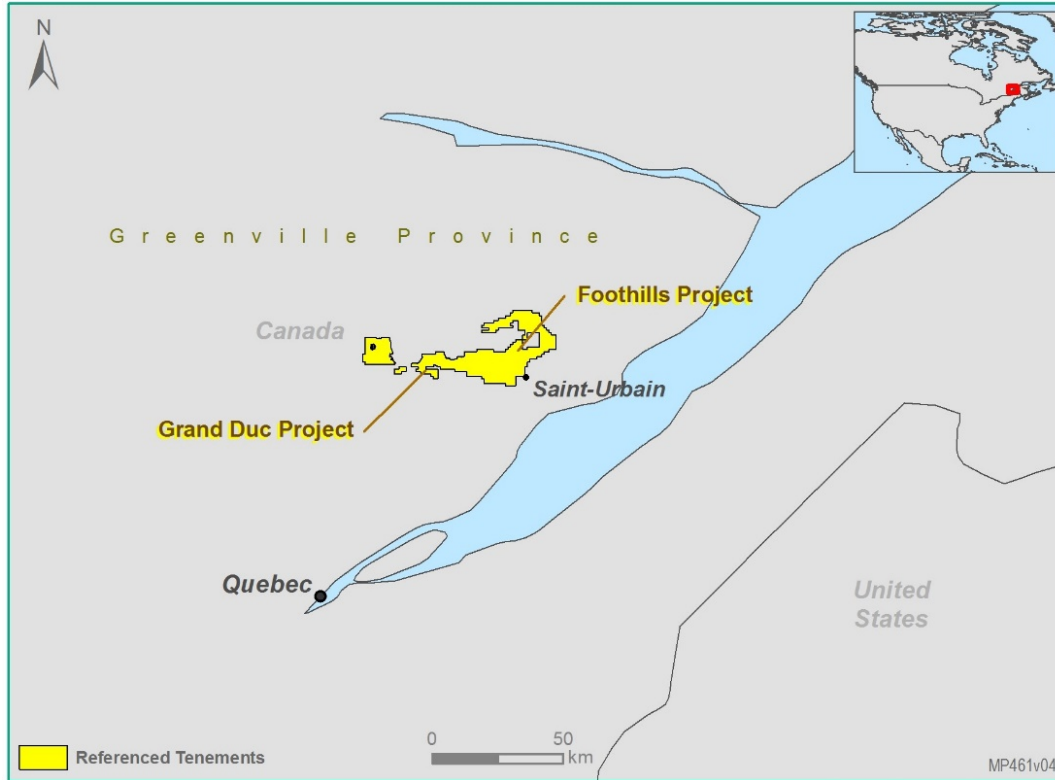 N
Greenville Province
Foothills Project
Canada
Saint-Urbain
Grand Duc Project
Quebec
United
States
Referenced Tenements
0 50
km
MP461v04